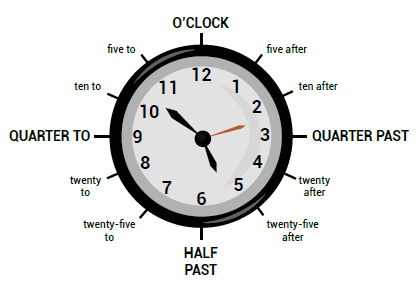 O'CLOCK
five to
five after
ten to
ten after
12
1
2
3
4
5
6
7
8
9
10
11
QUARTER TO
QUARTER PAST
twenty
to
twenty
after
twenty-five
to
twenty-five
after
HALF
PAST